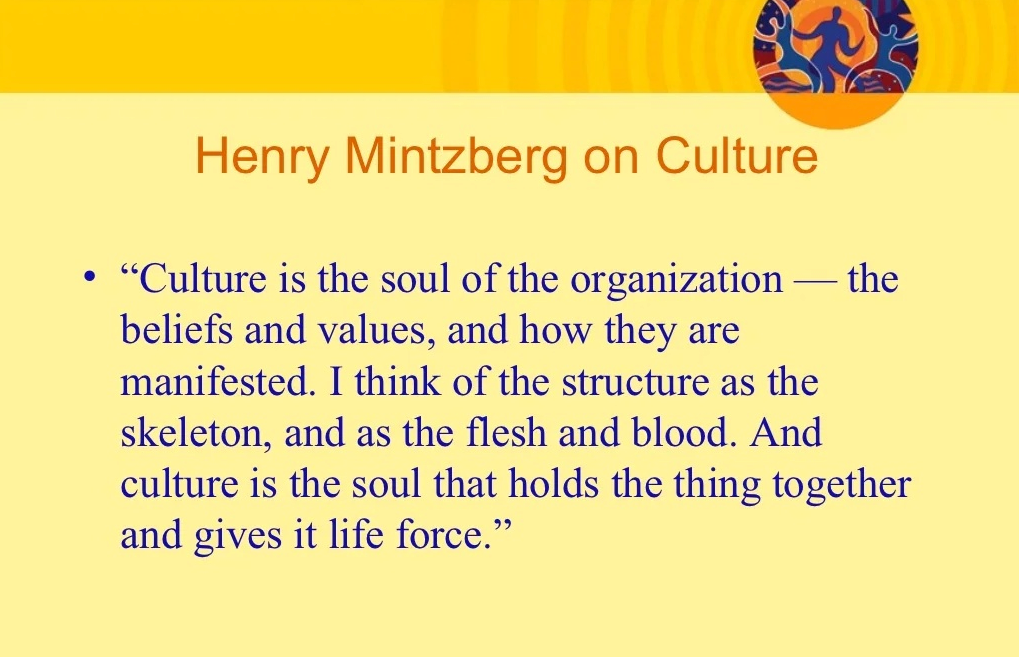 Henry Mintzberg on Culture
• “Culture is the soul of the organization — the
beliefs and values, and how they are
manifested. I think of the structure as the
skeleton, and as the flesh and blood. And
culture is the soul that holds the thing together
and gives it life force.”